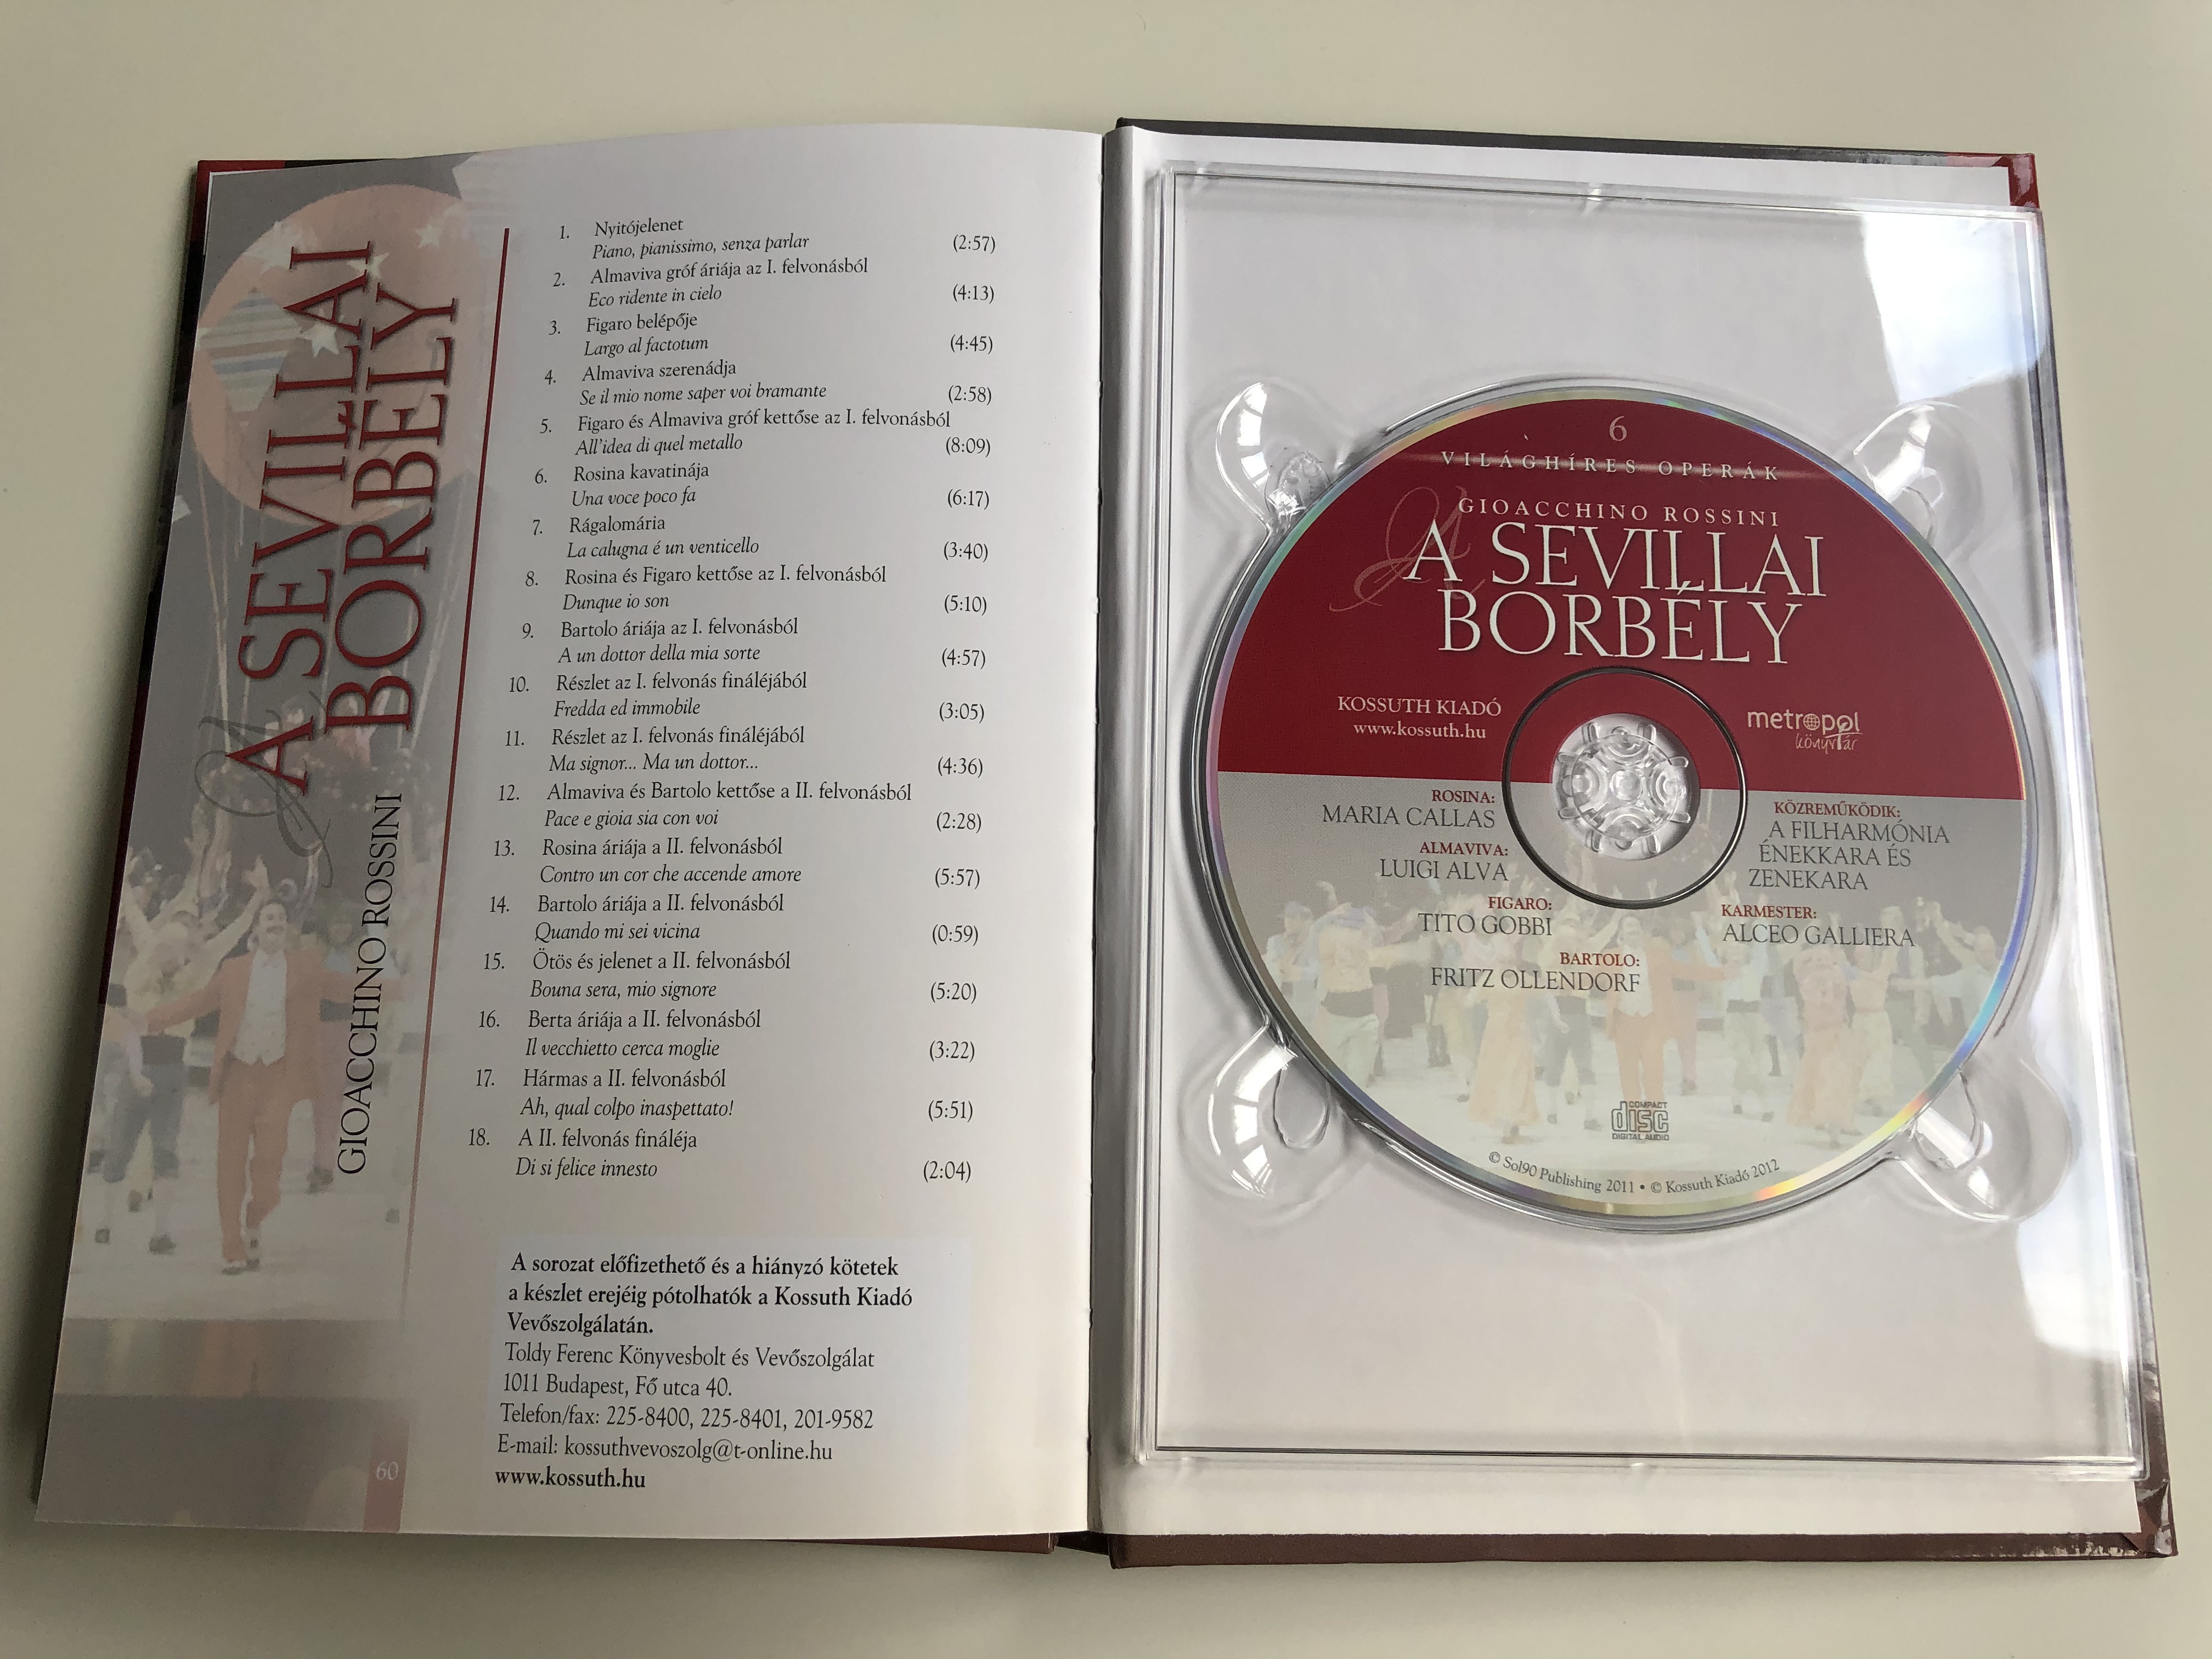 A SEVILLAI
BORBÉLY
GIOACCHINO ROSSINI
60
1. Nyitójelenet
Piano, pianissimo, senza parlar (2:57)
2. Almaviva gróf áriája az I. felvonásból
Eco ridente in cielo (4:13)
3. Figaro belépője
Largo al factotum (4:45)
4. Almaviva szerenádja
Se il mio nome saper voi bramante (2:58)
5. Figaro és Almaviva gróf kettőse az I. felvonásból
All'idea di quel metallo (8:09)
6. Rosina kavatinája
Una voce poco fa (6:17)
7. Rágalomária
La calugna é un venticello (3:40)
8. Rosina és Figaro kettőse az I. felvonásból
Dunque io son (5:10)
9. Bartolo áriája az I. felvonásból
A un dottor della mia sorte (4:57)
10. Részlet az I. felvonás fináléjából
Fredda ed immobile (3:05)
11. Részlet az I. felvonás fináléjából
Ma signor... Ma un dottor... (4:36)
12. Almaviva és Bartolo kettőse a II. felvonásból
Pace e gioia sia con voi (2:28)
13. Rosina áriája a II. felvonásból
Contro un cor che accende amore (5:57)
14. Bartolo áriája a II. felvonásból
Quando mi sei vicina (0:59)
15. Ötös és jelenet a II. felvonásból
Bouna sera, mio signore (5:20)
16. Berta áriája a II. felvonásból
Il vecchietto cerca moglie (3:22)
17. Hármas a II. felvonásból
Ah, qual colpo inaspettato! (5:51)
18. A II. felvonás fináléja
Di si felice innesto (2:04)
A sorozat előfizethető és a hiányzó kötetek
a készlet erejéig pótolhatók a Kossuth Kiadó
Vevőszolgálatán.
Toldy Ferenc Könyvesbolt és Vevőszolgálat
1011 Budapest, Fő utca 40.
Telefon/fax: 225-8400, 225-8401, 201-9582
E-mail: kossuthvevoszolg@t-online.hu
www.kossuth.hu
6
VILÁGHÍRES OPERÁK
GIOACCHINO ROSSINI
A SEVILLAI
BORBÉLY
KOSSUTH KIADÓ
www.kossuth.hu
metropol
könyvtár
ROSINA:
MARIA CALLAS
ALMAVIVA:
LUIGI ALVA
FIGARO:
TITO GOBBI
BARTOLO:
FRITZ OLLENDORF
KÖZREMŰKÖDIK:
A FILHARMÓNIA
ÉNEKKARA ÉS
ZENEKARA
KARMESTER:
ALCEO GALLIERA
COMPACT
disc
DIGITAL AUDIO
© Sol90 Publishing 2011 • © Kossuth Kiadó 2012